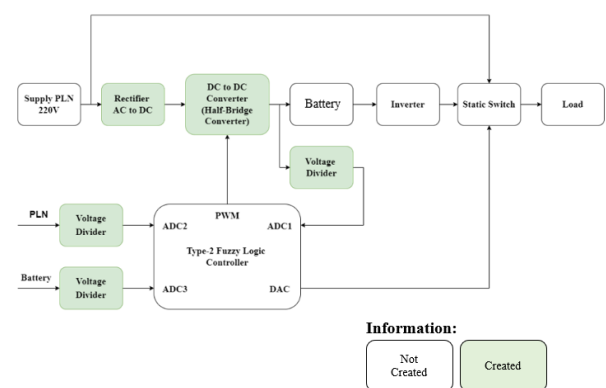 Supply PLN
220V
Rectifier
AC to DC
DC to DC
Converter
(Half-Bridge
Converter)
Battery
Inverter
Static Switch
Load
Voltage
Divider
PLN
Voltage
Divider
PWM
ADC2
ADC1
Type-2 Fuzzy Logic
Controller
Battery
Voltage
Divider
ADC3
DAC
Information:
Not
Created
Created